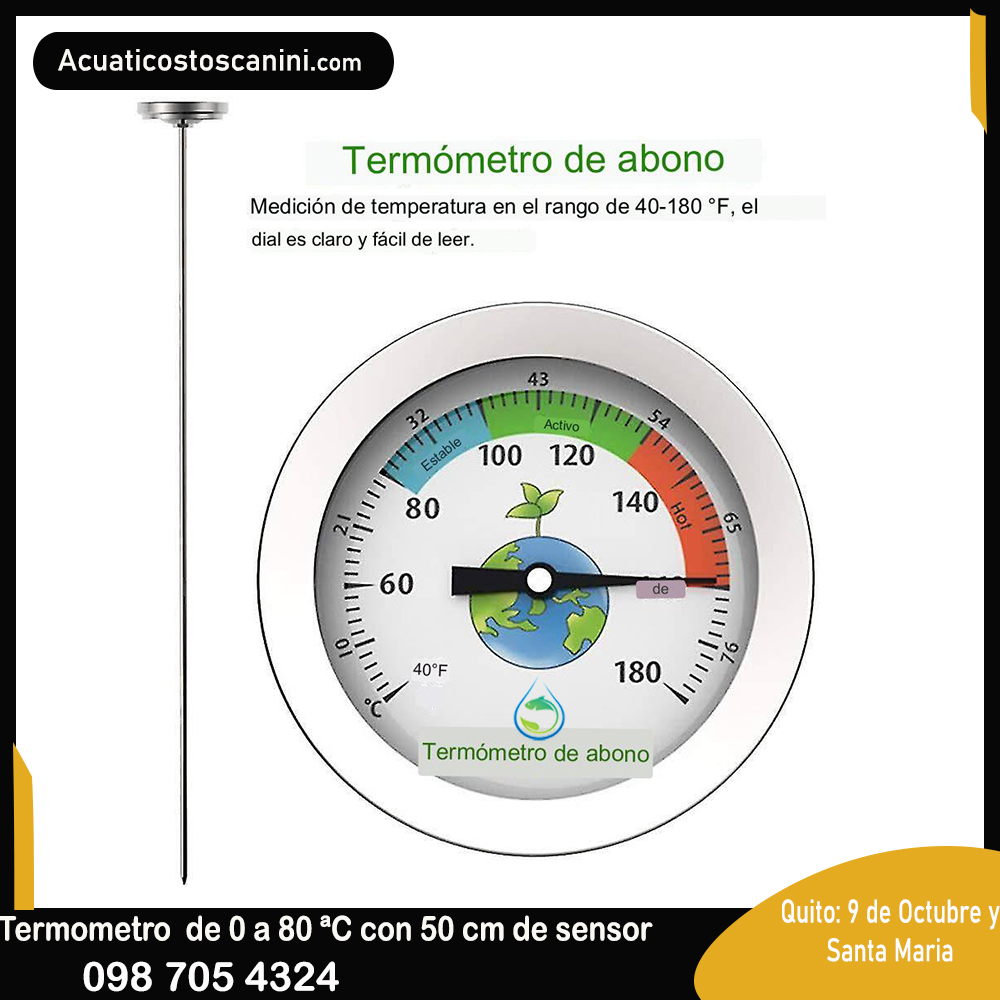 Acuaticostoscanini.com
Termómetro de abono
Medición de temperatura en el rango de 40-180 °F, el
dial es claro y fácil de leer.
43
32
54
Estable
Activo
100
120
80
140
Hot
21
65
60
de
10
76
40°F
180
°C
Termómetro de abono
Termometro de 0 a 80 ªC con 50 cm de sensor
098 705 4324
Quito: 9 de Octubre y
Santa Maria